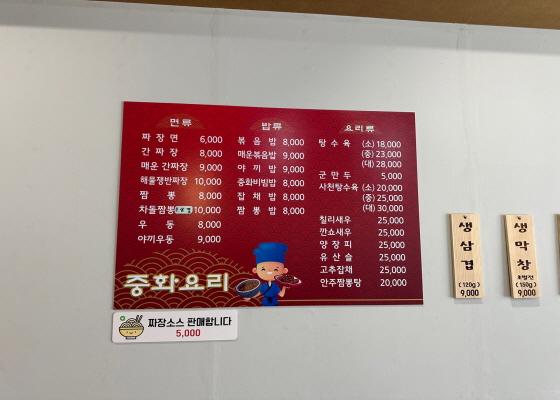 면류
짜장면 6,000
간짜장 8,000
매운 간짜장 9,000
해물쟁반짜장 10,000
짬뽕 8,000
차돌짬뽕 10,000
우동 8,000
야끼우동 9,000
밥류
볶음밥 8,000
매운볶음밥 9,000
야끼밥 9,000
중화비빔밥 8,000
잡채밥 8,000
짬뽕밥 8,000
요리류
탕수육 (소) 18,000
(중) 23,000
(대) 28,000
군만두 5,000
사천탕수육 (소) 20,000
(중) 25,000
(대) 30,000
칠리새우 25,000
깐쇼새우 25,000
양장피 25,000
유산슬 25,000
고추잡채 25,000
안주짬뽕탕 20,000
중화요리
짜장소스 판매합니다
5,000
생삼겹
(120g)
9,000
생막창
(150g)
9,000